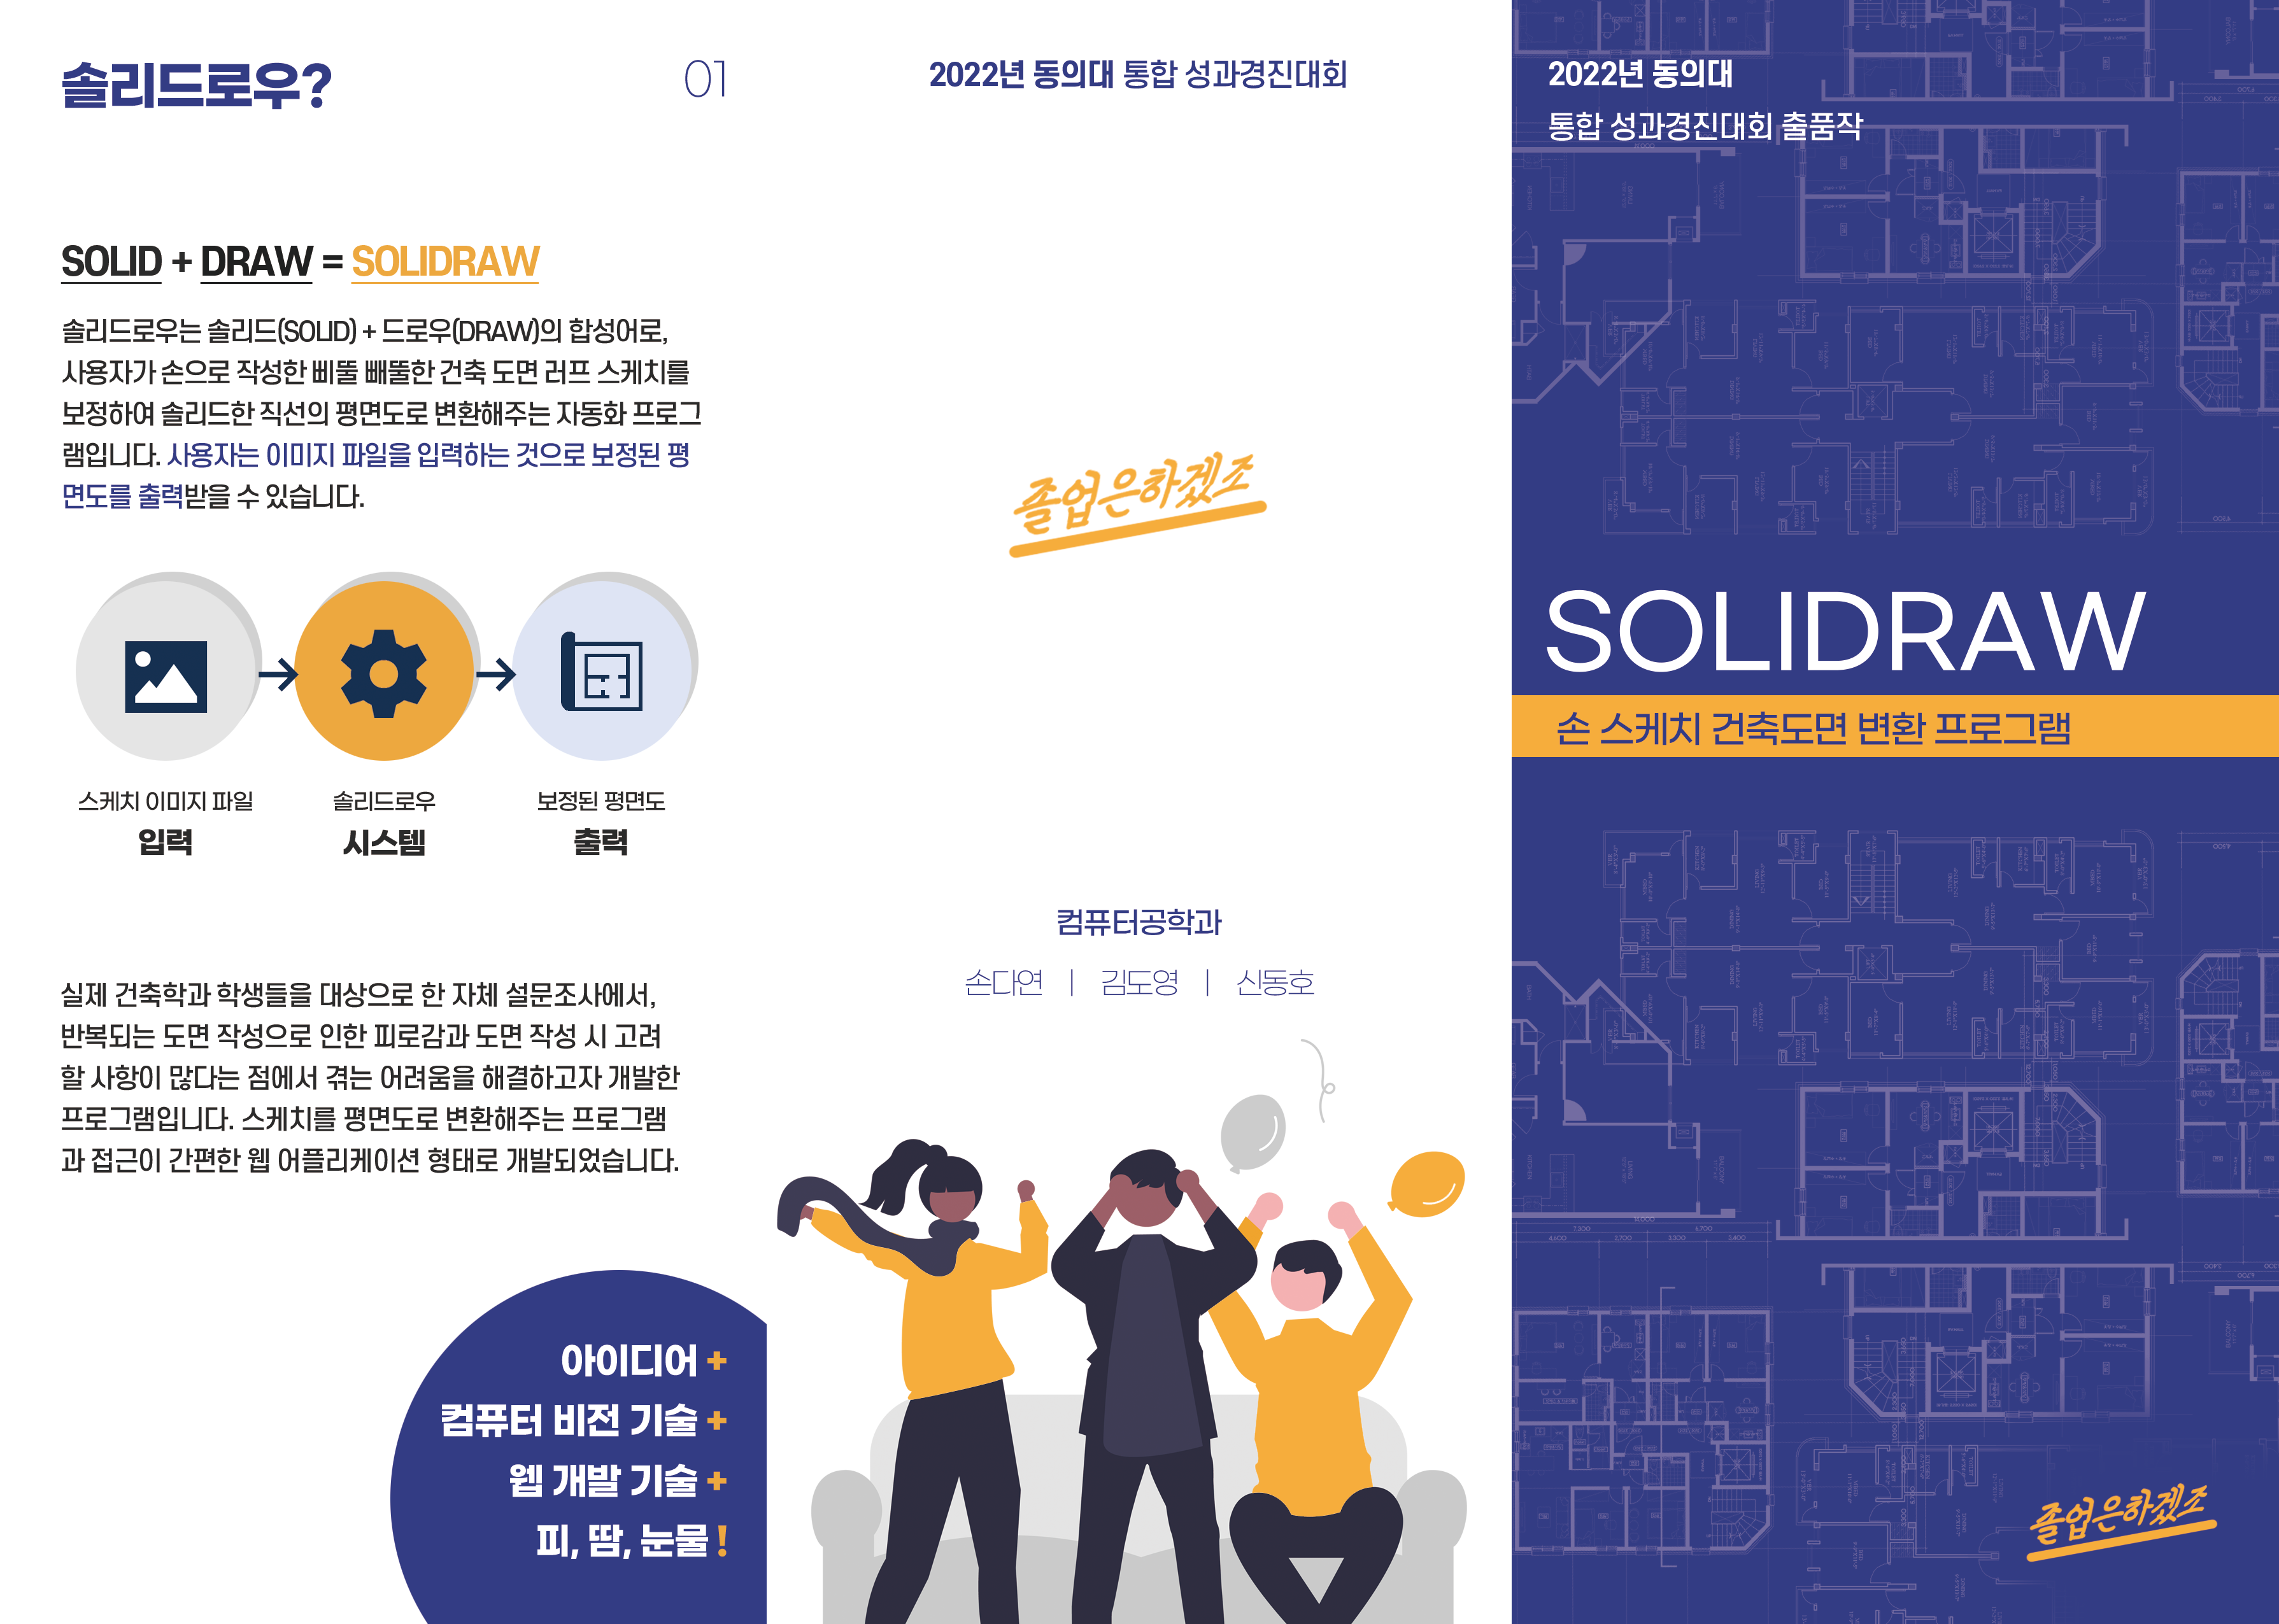 솔리드로우?
01
SOLID + DRAW = SOLIDRAW
솔리드로우는 솔리드(SOLID) + 드로우(DRAW)의 합성어로,
사용자가 손으로 작성한 삐뚤 빼뚤한 건축 도면 러프 스케치를
보정하여 솔리드한 직선의 평면도로 변환해주는 자동화 프로그
램입니다. 사용자는 이미지 파일을 입력하는 것으로 보정된 평
면도를 출력받을 수 있습니다.
스케치 이미지 파일
입력
솔리드로우
시스템
보정된 평면도
출력
실제 건축학과 학생들을 대상으로 한 자체 설문조사에서,
반복되는 도면 작성으로 인한 피로감과 도면 작성 시 고려
할 사항이 많다는 점에서 겪는 어려움을 해결하고자 개발한
프로그램입니다. 스케치를 평면도로 변환해주는 프로그램
과 접근이 간편한 웹 어플리케이션 형태로 개발되었습니다.
아이디어 +
컴퓨터 비전 기술 +
웹 개발 기술 +
피, 땀, 눈물 !
2022년 동의대 통합 성과경진대회
졸업은하겠조
컴퓨터공학과
손다연 | 김도영 | 신동호
2022년 동의대
통합 성과경진대회 출품작
SOLIDRAW
손 스케치 건축도면 변환 프로그램
14,000
7,300
6,700
4,600
2,700
3,300
3,400
졸업은하겠조